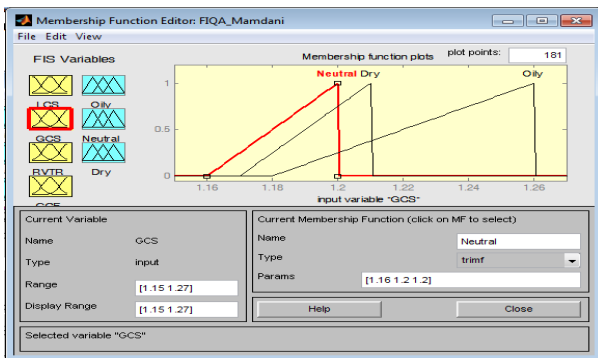 Membership Function Editor: FIQA_Mamdani
File Edit View
FIS Variables
Membership function plots
plot points:
181
LCS
Oily
GCS
Neutral
RVTR
Dry
Neutral
Dry
Oily
1
0.5
0
1.16
1.18
1.2
1.22
1.24
1.26
input variable "GCS"
Current Variable
Name
GCS
Type
input
Range
[1.15 1.27]
Display Range
[1.15 1.27]
Current Membership Function (click on MF to select)
Name
Neutral
Type
trimf
Params
[1.16 1.2 1.2]
Help
Close
Selected variable "GCS"